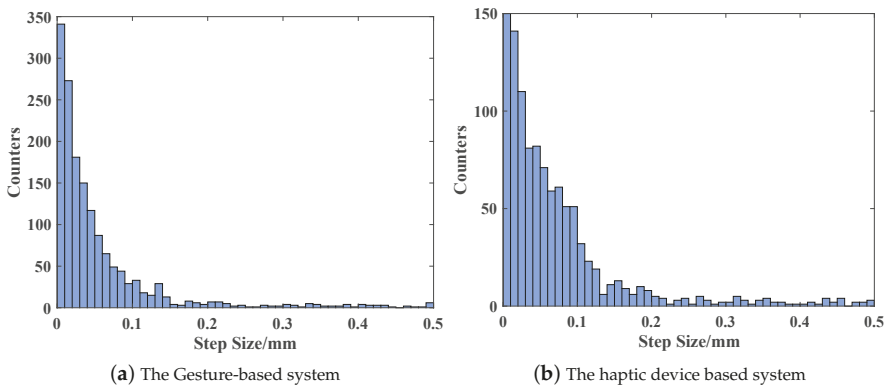 350
300
250
200
150
100
50
0
Counters
0 0.1 0.2 0.3 0.4 0.5
Step Size/mm
(a) The Gesture-based system
150
100
50
0
Counters
0 0.1 0.2 0.3 0.4 0.5
Step Size/mm
(b) The haptic device based system